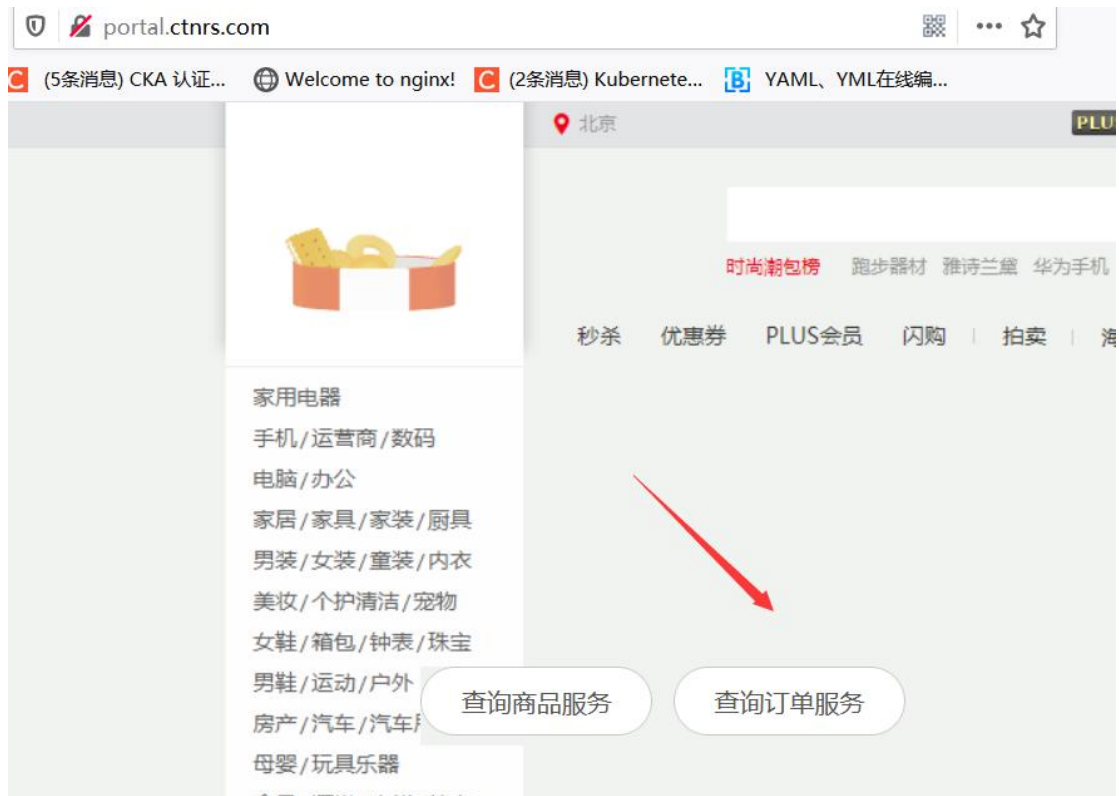 portal.ctnrs.com
(5条消息) CKA 认证... Welcome to nginx! (2条消息) Kubernete... YAML、YML在线编...
北京 PLUS
时尚潮包榜 跑步器材 雅诗兰黛 华为手机
秒杀 优惠券 PLUS会员 闪购 拍卖 海
家用电器
手机/运营商/数码
电脑/办公
家居/家具/家装/厨具
男装/女装/童装/内衣
美妆/个护清洁/宠物
女鞋/箱包/钟表/珠宝
男鞋/运动/户外
查询商品服务 查询订单服务
房产/汽车/汽车
母婴/玩具乐器